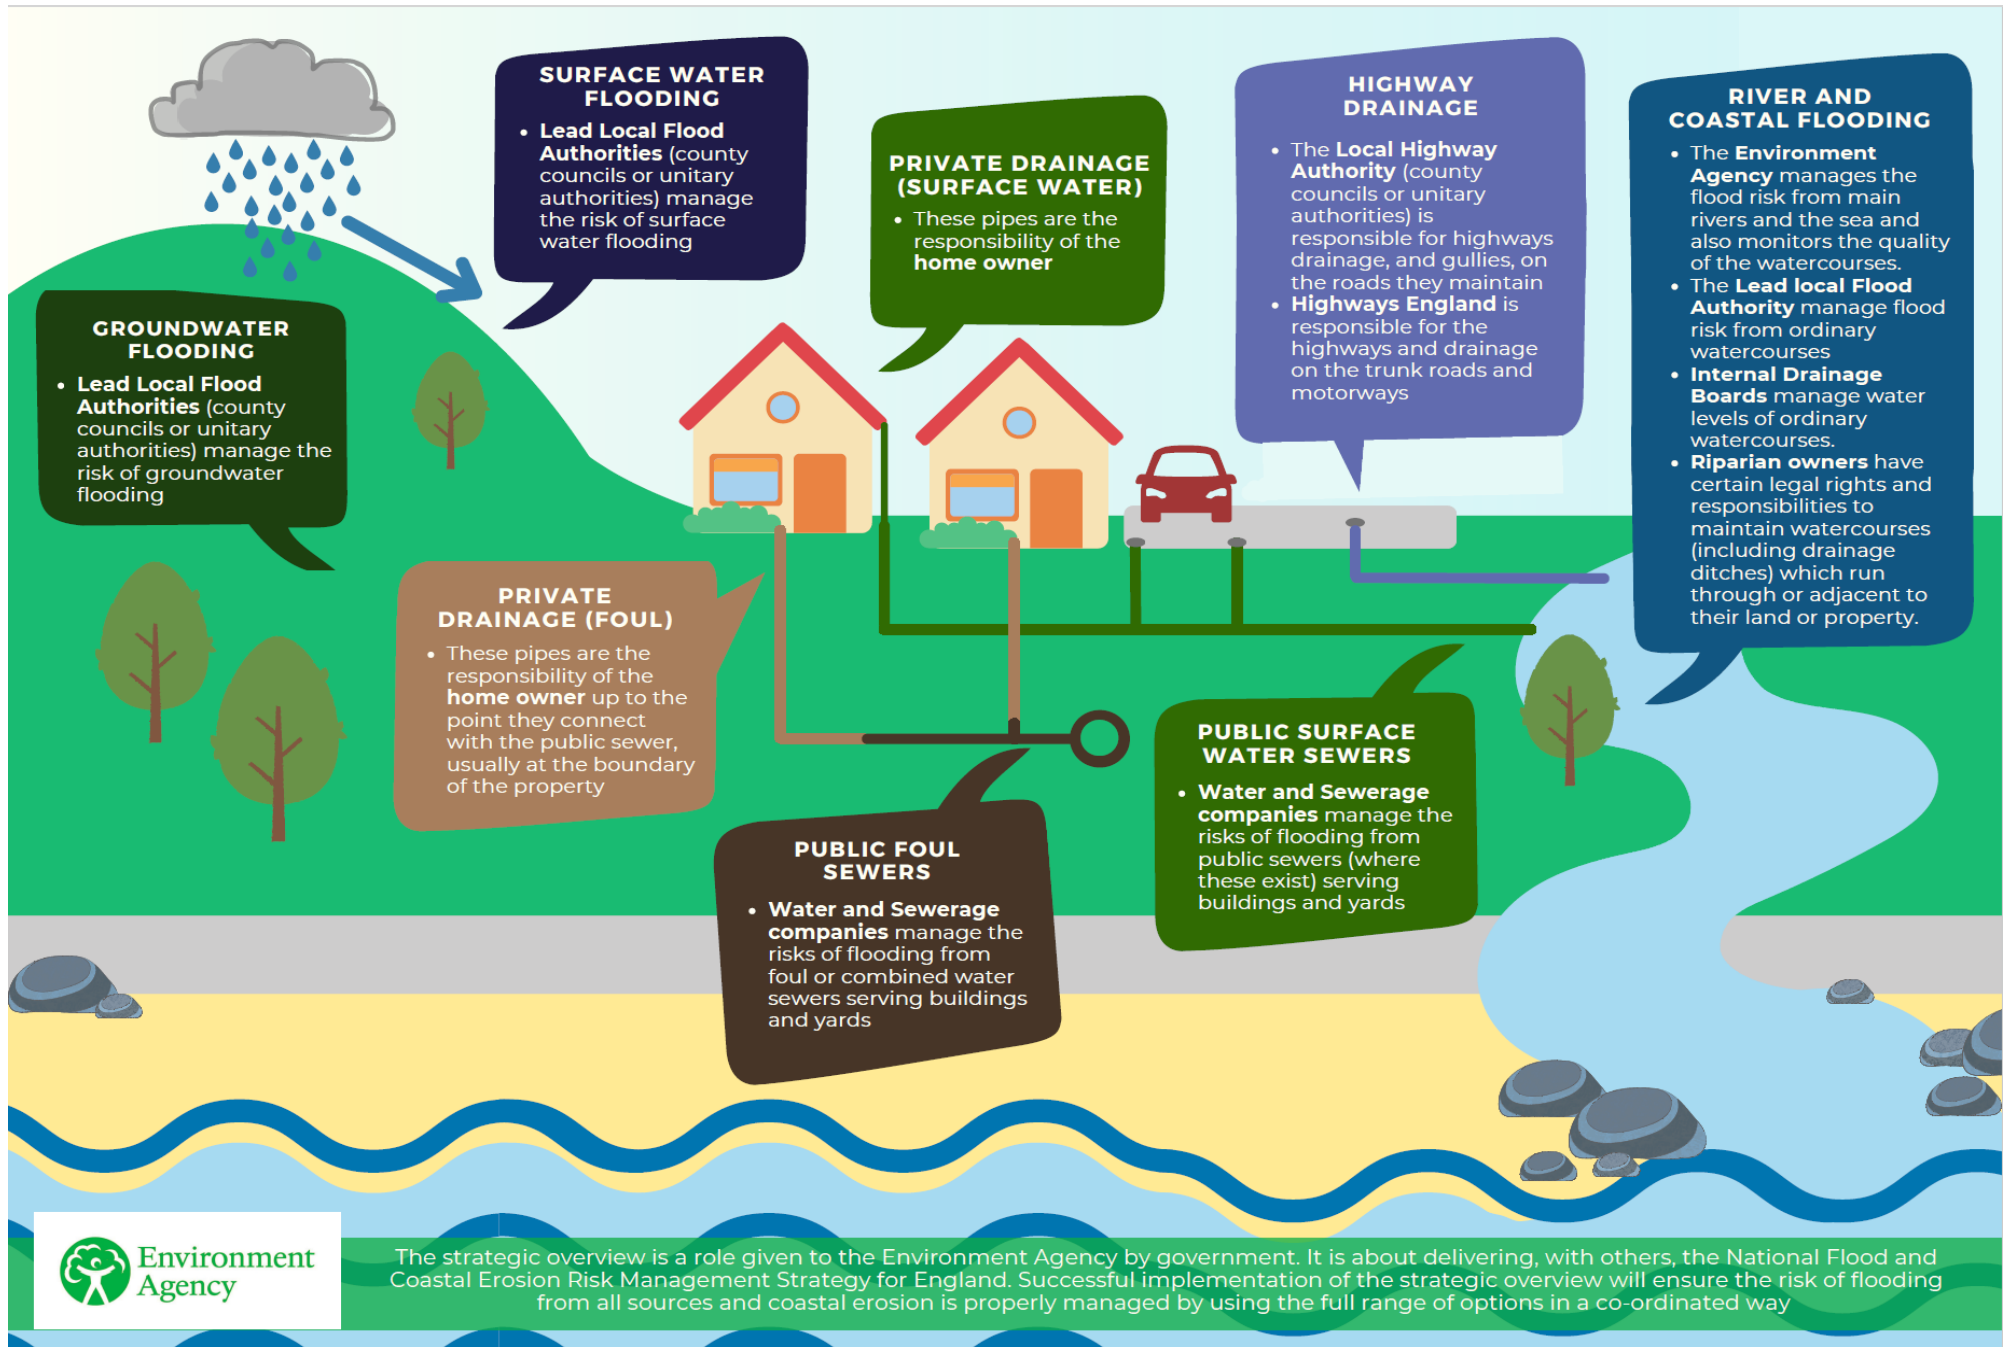 SURFACE WATER
FLOODING
• Lead Local Flood
Authorities (county
councils or unitary
authorities) manage
the risk of surface
water flooding
PRIVATE DRAINAGE
(SURFACE WATER)
• These pipes are the
responsibility of the
home owner
HIGHWAY
DRAINAGE
• The Local Highway
Authority (county
councils or unitary
authorities) is
responsible for highways
drainage, and gullies, on
the roads they maintain
• Highways England is
responsible for the
highways and drainage
on the trunk roads and
motorways
RIVER AND
COASTAL FLOODING
• The Environment
Agency manages the
flood risk from main
rivers and the sea and
also monitors the quality
of the watercourses.
• The Lead local Flood
Authority manage flood
risk from ordinary
watercourses
• Internal Drainage
Boards manage water
levels of ordinary
watercourses.
• Riparian owners have
certain legal rights and
responsibilities to
maintain watercourses
(including drainage
ditches) which run
through or adjacent to
their land or property.
GROUNDWATER
FLOODING
• Lead Local Flood
Authorities (county
councils or unitary
authorities) manage the
risk of groundwater
flooding
PRIVATE
DRAINAGE (FOUL)
• These pipes are the
responsibility of the
home owner up to the
point they connect
with the public sewer,
usually at the boundary
of the property
PUBLIC FOUL
SEWERS
• Water and Sewerage
companies manage the
risks of flooding from
foul or combined water
sewers serving buildings
and yards
PUBLIC SURFACE
WATER SEWERS
• Water and Sewerage
companies manage the
risks of flooding from
public sewers (where
these exist) serving
buildings and yards
Environment
Agency
The strategic overview is a role given to the Environment Agency by government. It is about delivering, with others, the National Flood and
Coastal Erosion Risk Management Strategy for England. Successful implementation of the strategic overview will ensure the risk of flooding
from all sources and coastal erosion is properly managed by using the full range of options in a co-ordinated way